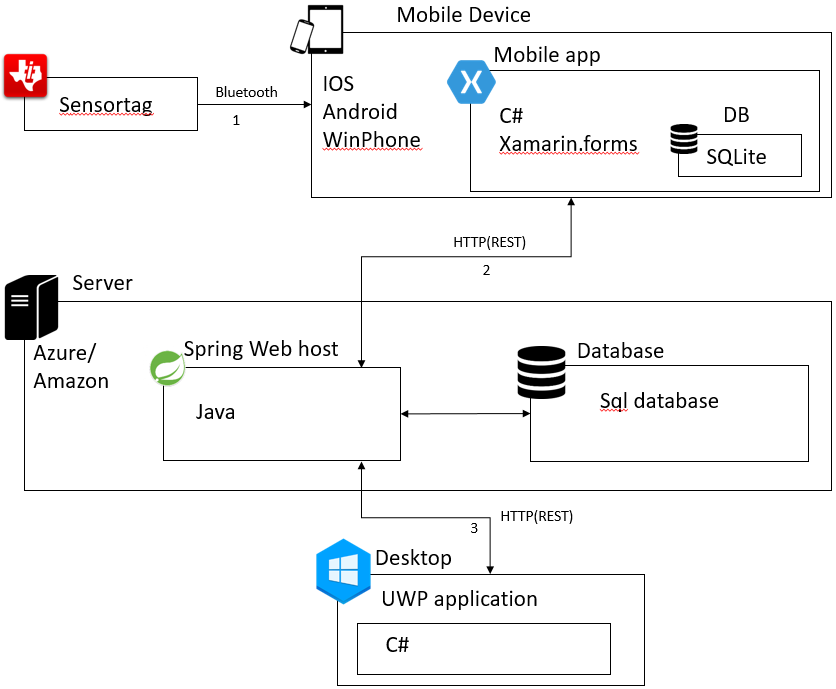 Mobile Device
Mobile app
Sensortag
Bluetooth
1
IOS
Android
WinPhone
C#
Xamarin.forms
DB
SQLite
HTTP(REST)
2
Server
Azure/
Amazon
Spring Web host
Java
Database
Sql database
HTTP(REST)
3
Desktop
UWP application
C#